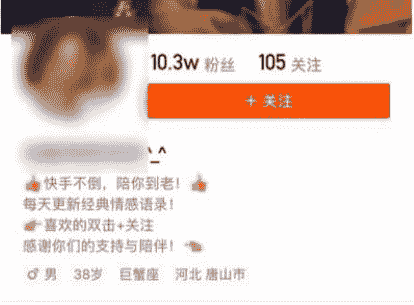 10.3w 粉丝 105 关注
+ 关注
^_^
👍快手不倒，陪你到老！👍
每天更新经典情感语录！
👉喜欢的双击+关注
感谢你们的支持与陪伴！👈
♂ 男 38岁 巨蟹座 河北 唐山市